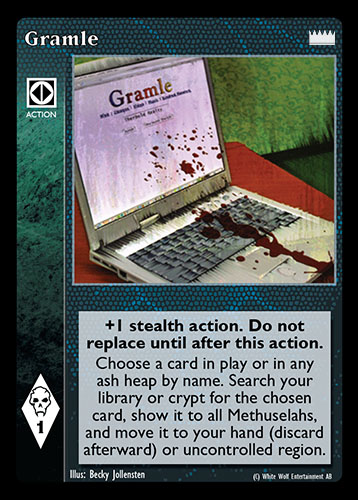 Gramle
ACTION
Gramle
+1 stealth action. Do not
replace until after this action.
Choose a card in play or in any
ash heap by name. Search your
library or crypt for the chosen
card, show it to all Methuselahs,
and move it to your hand (discard
afterward) or uncontrolled region.
1
Illus: Becky Jollensten
(C) White Wolf Entertainment AB